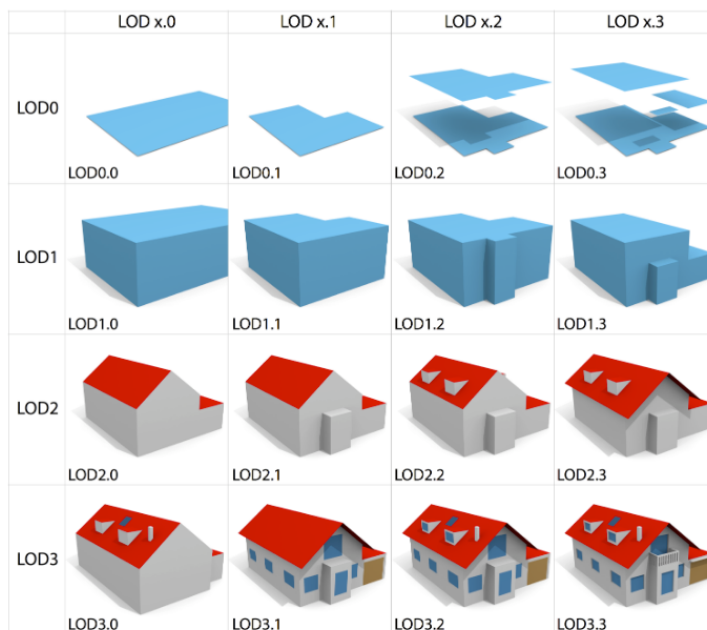 LOD x.0 LOD x.1 LOD x.2 LOD x.3
LOD0
LOD0.0 LOD0.1 LOD0.2 LOD0.3
LOD1
LOD1.0 LOD1.1 LOD1.2 LOD1.3
LOD2
LOD2.0 LOD2.1 LOD2.2 LOD2.3
LOD3
LOD3.0 LOD3.1 LOD3.2 LOD3.3